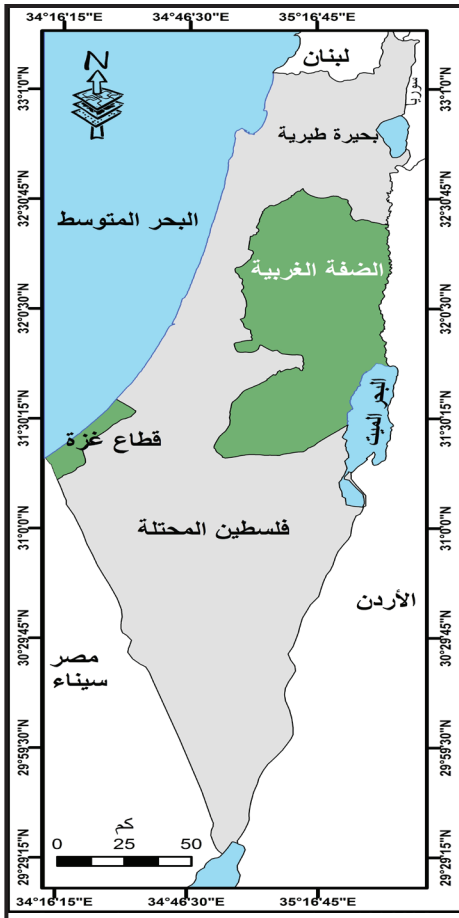 34°16'15"E 34°46'30"E 35°16'45"E
لبنان
سوريا
بحيرة طبرية
البحر المتوسط
الضفة الغربية
البحر الميت
قطاع غزة
فلسطين المحتلة
الأردن
مصر
سيناء
كم
0 25 50
33°1'0"N
32°30'45"N
32°0'30"N
31°30'15"N
31°0'0"N
30°29'45"N
29°59'30"N
29°29'15"N
33°1'0"N
32°30'45"N
32°0'30"N
31°30'15"N
31°0'0"N
30°29'45"N
29°59'30"N
29°29'15"N
34°16'15"E 34°46'30"E 35°16'45"E
N